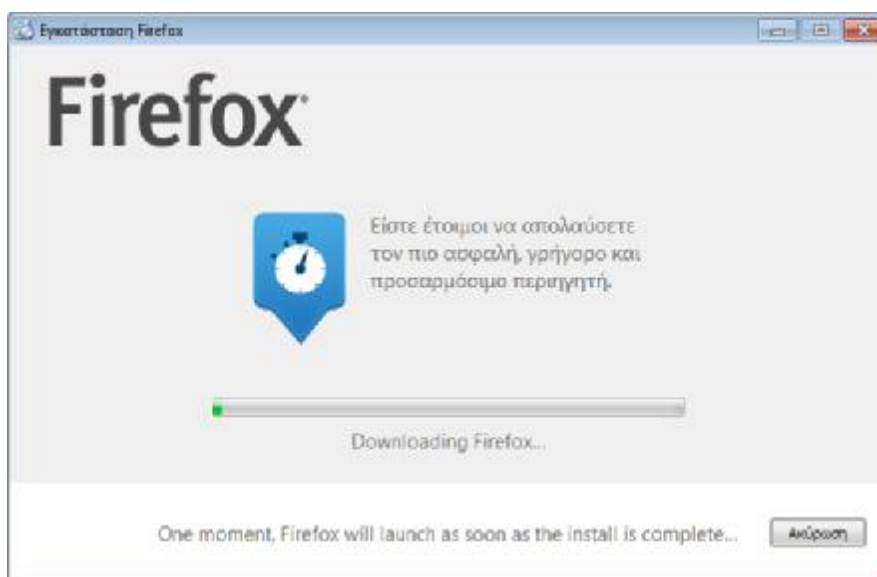 Εγκατάσταση Firefox
Firefox
Είστε έτοιμοι να απολαύσετε
τον πιο ασφαλή, γρήγορο και
προσαρμόσιμο περιηγητή.
Downloading Firefox...
One moment, Firefox will launch as soon as the install is complete...
Ακύρωση